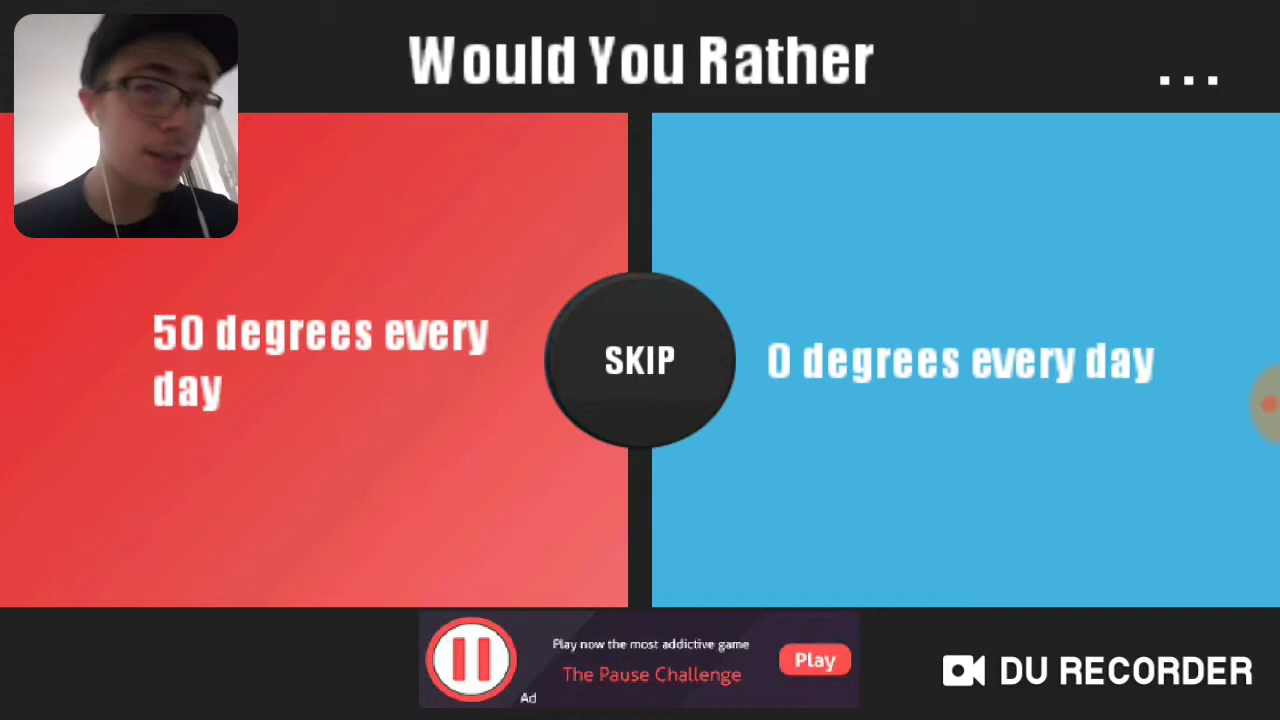 Would You Rather
...
50 degrees every
day
SKIP
0 degrees every day
Play now the most addictive game
The Pause Challenge
Play
Ad
DU RECORDER